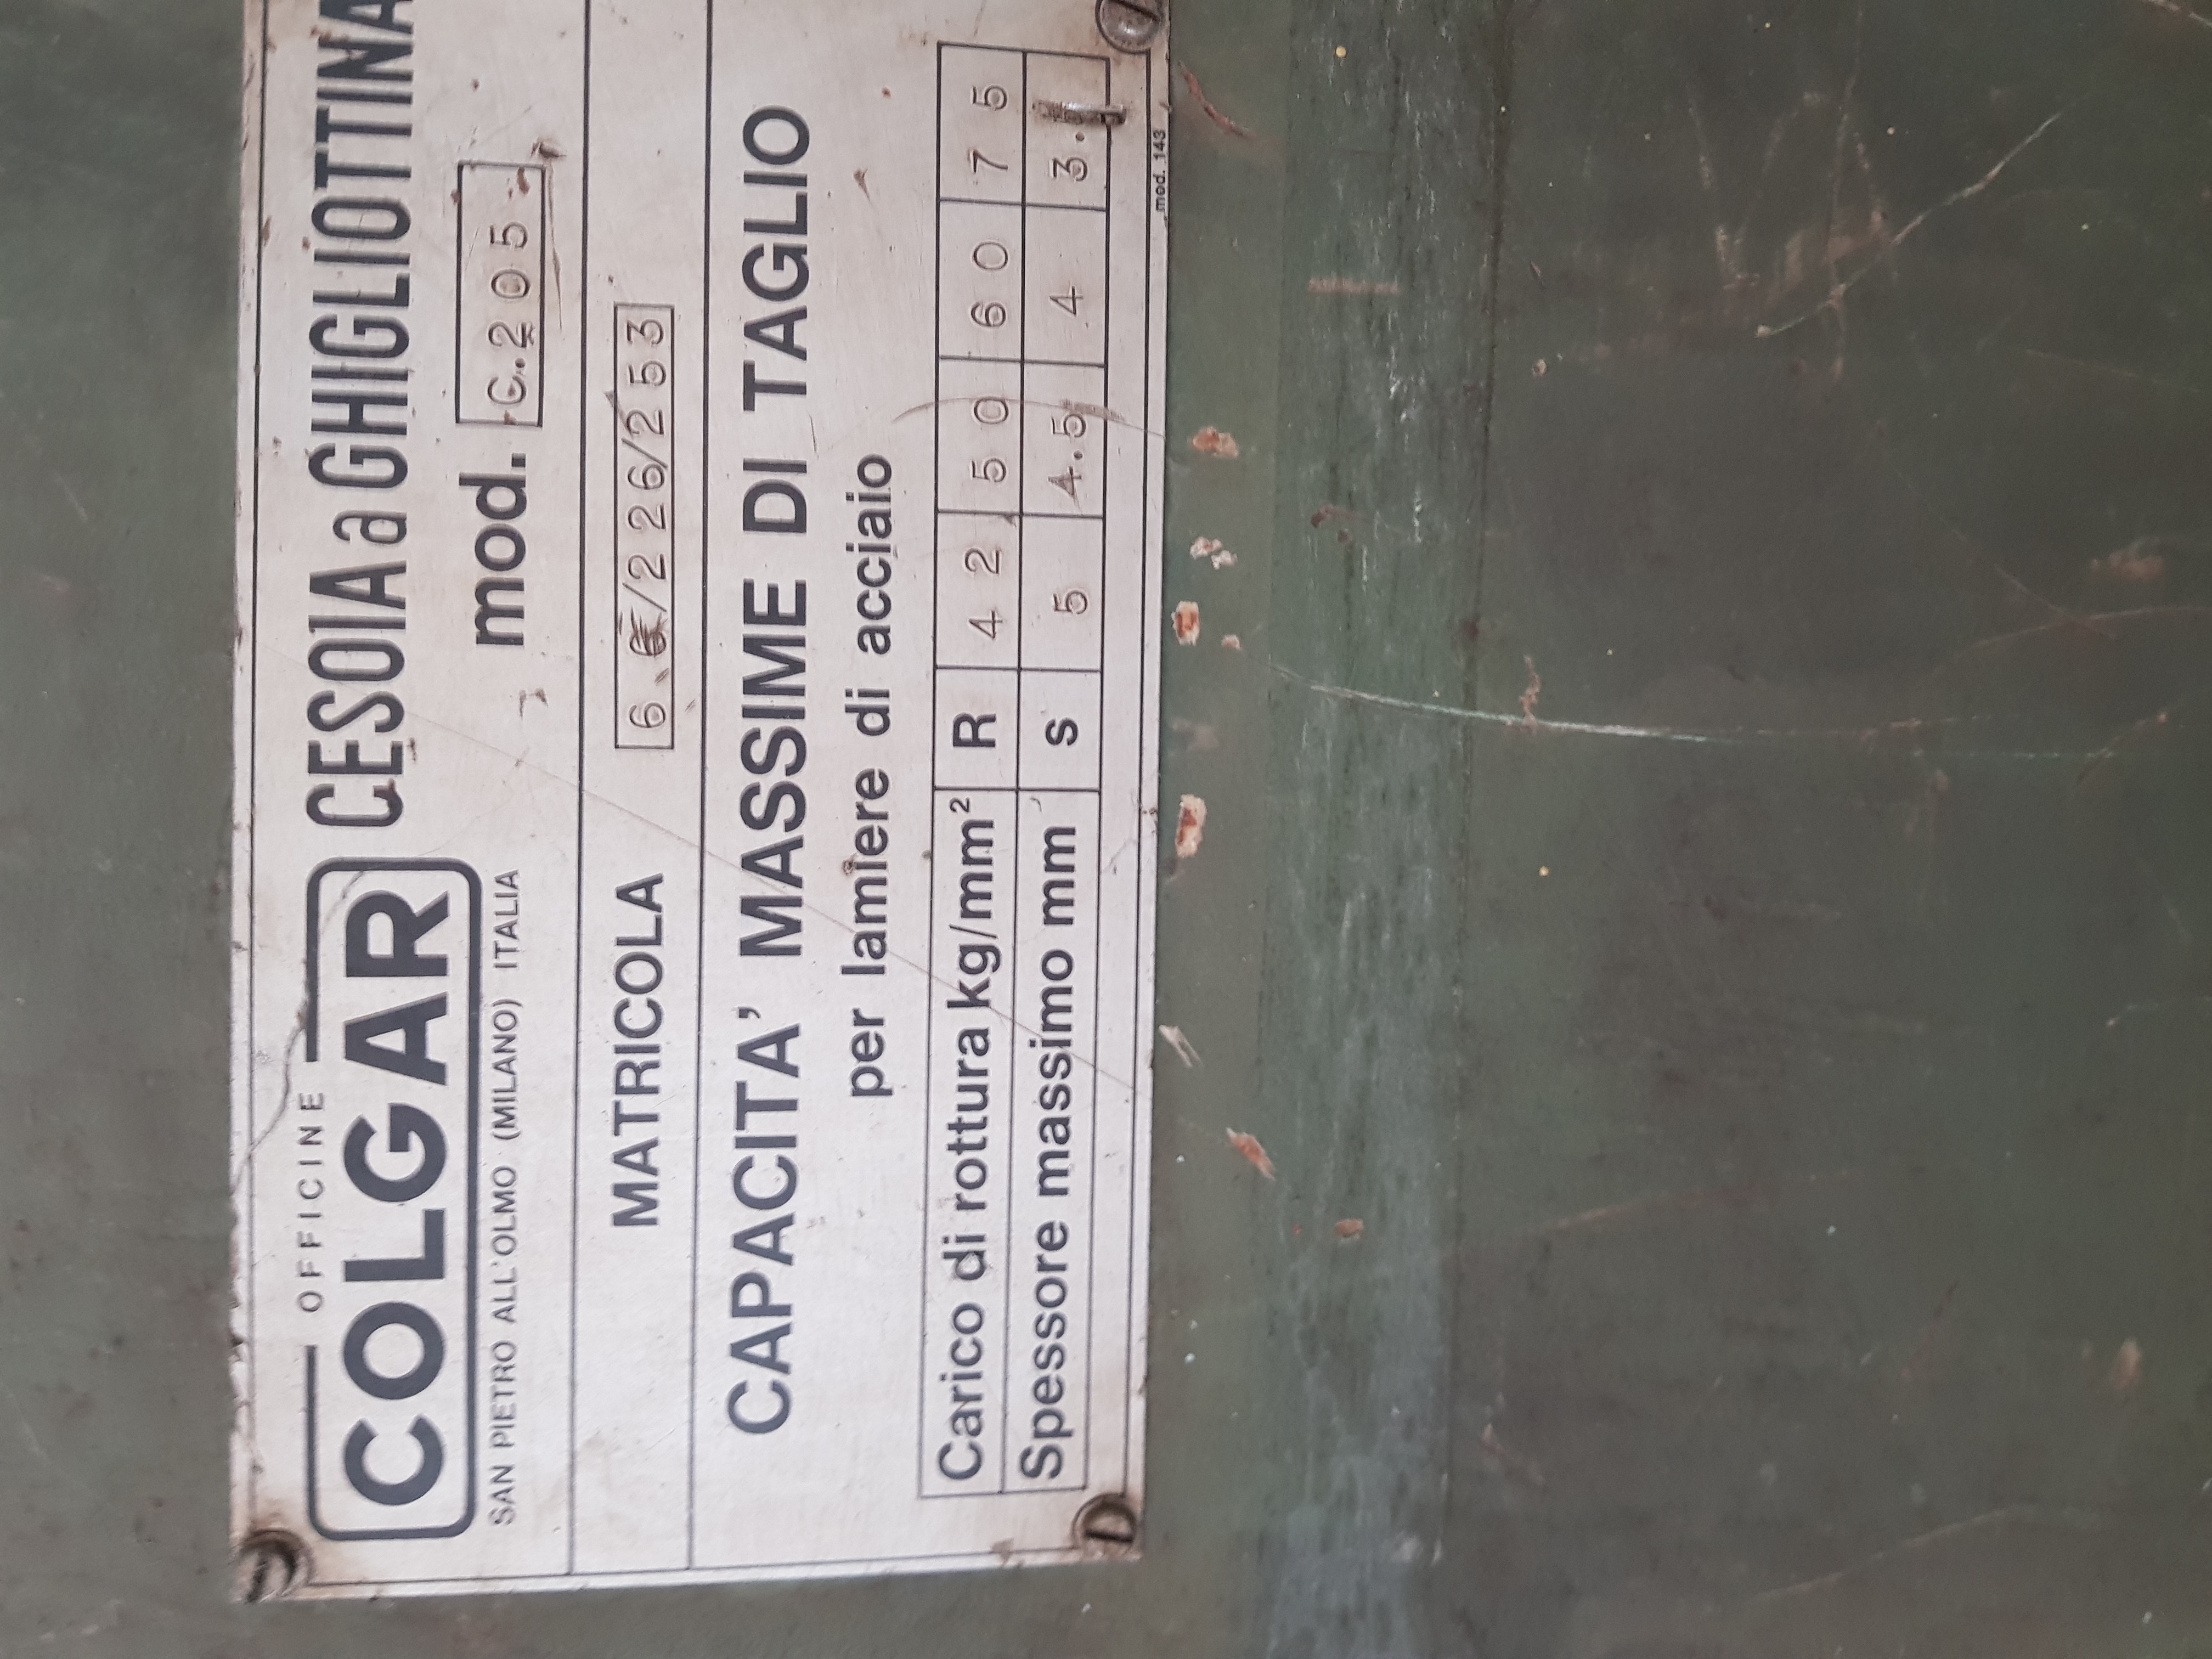 OFFICINE
COLGAR CESOIA a GHIGLIOTTINA
SAN PIETRO ALL'OLMO (MILANO) ITALIA
mod. C.205
MATRICOLA /226/253
CAPACITA' MASSIME DI TAGLIO
per lamiere di acciaio
Carico di rottura kg/mm² R 42 50 60 75
Spessore massimo mm s 5 4.5 4
mod. 143